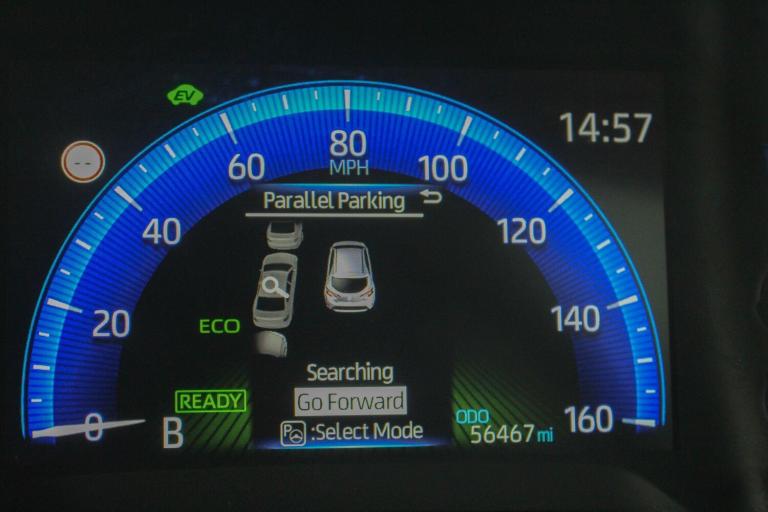 EV
14:57
--
80
MPH
60
100
Parallel Parking
40
120
20
ECO
140
Searching
READY
Go Forward
0
B
P :Select Mode
ODO
56467 mi
160